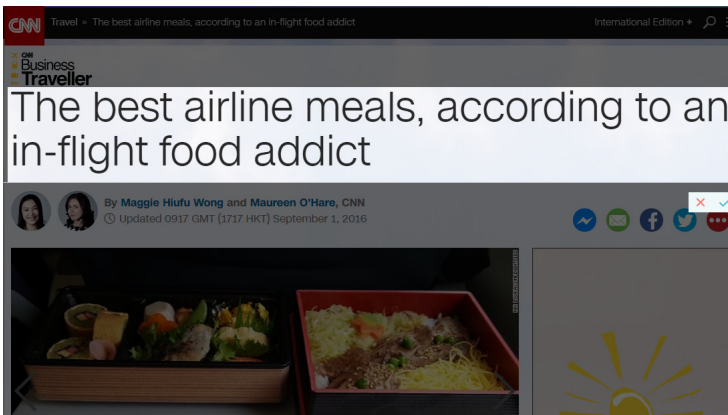 CNN
Travel » The best airline meals, according to an in-flight food addict
International Edition +
CNN
Business
Traveller
The best airline meals, according to an
in-flight food addict
By Maggie Hiufu Wong and Maureen O'Hare, CNN
Updated 0917 GMT (1717 HKT) September 1, 2016